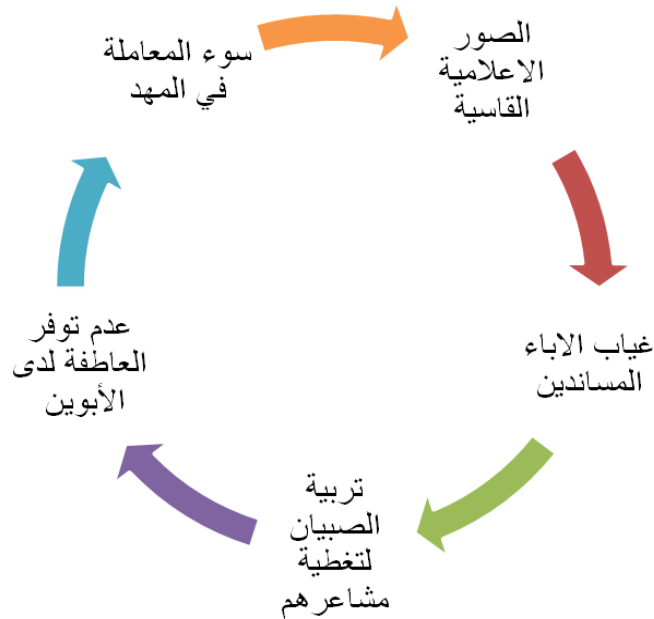 الصور
الاعلامية
القاسية
غياب الاباء
المساندين
تربية
الصبيان
لتغطية
مشاعرهم
عدم توفر
العاطفة لدى
الأبوين
سوء المعاملة
في المهد